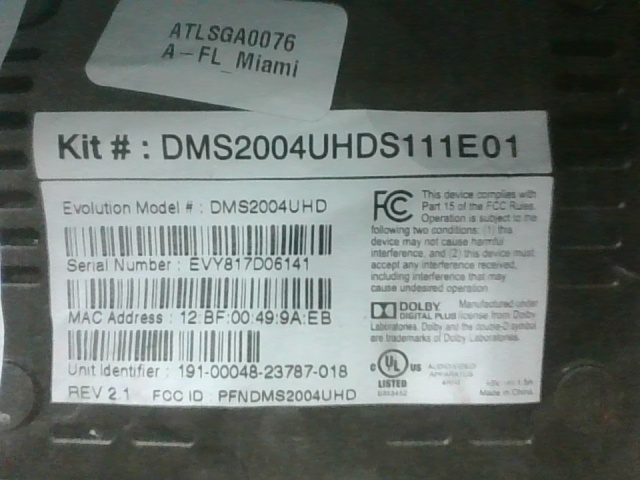 ATLSGA0076
A-FL_Miami
Kit # : DMS2004UHDS111E01
Evolution Model # : DMS2004UHD
Serial Number : EVY817D06141
MAC Address : 12:BF:00:49:9A:EB
Unit Identifier : 191-00048-23787-018
REV 2.1 FCC ID : PFNDMS2004UHD
FC
This device complies with
Part 15 of the FCC Rules.
Operation is subject to the
following two conditions: (1) this
device may not cause harmful
interference, and (2) this device must
accept any interference received,
including interference that may
cause undesired operation
DOLBY
DIGITAL PLUS
Manufactured under
license from Dolby
Laboratories. Dolby and the double-D symbol
are trademarks of Dolby Laboratories.
c UL us
LISTED
AUDIO/VIDEO
APPARATUS
Made in China